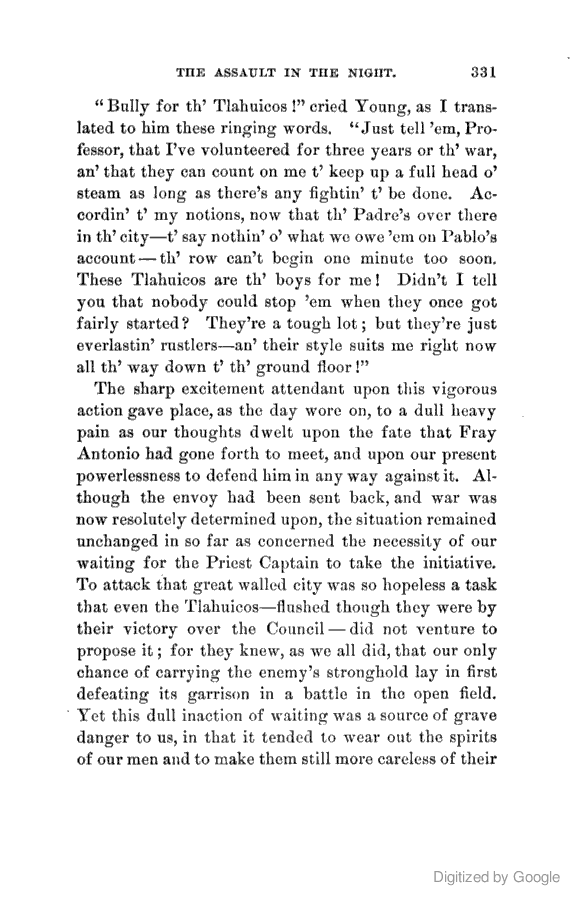 THE ASSAULT IN THE NIGHT. 331
“Bully for th’ Tlahuicos!” cried Young, as I trans-
lated to him these ringing words. “Just tell ’em, Pro-
fessor, that I’ve volunteered for three years or th’ war,
an’ that they can count on me t’ keep up a full head o’
steam as long as there’s any fightin’ t’ be done. Ac-
cordin’ t’ my notions, now that th’ Padre’s over there
in th’ city—t’ say nothin’ o’ what we owe ’em on Pablo’s
account—th’ row can’t begin one minute too soon.
These Tlahuicos are th’ boys for me! Didn’t I tell
you that nobody could stop ’em when they once got
fairly started? They’re a tough lot; but they’re just
everlastin’ rustlers—an’ their style suits me right now
all th’ way down t’ th’ ground floor!”
The sharp excitement attendant upon this vigorous
action gave place, as the day wore on, to a dull heavy
pain as our thoughts dwelt upon the fate that Fray
Antonio had gone forth to meet, and upon our present
powerlessness to defend him in any way against it. Al-
though the envoy had been sent back, and war was
now resolutely determined upon, the situation remained
unchanged in so far as concerned the necessity of our
waiting for the Priest Captain to take the initiative.
To attack that great walled city was so hopeless a task
that even the Tlahuicos—flushed though they were by
their victory over the Council—did not venture to
propose it; for they knew, as we all did, that our only
chance of carrying the enemy’s stronghold lay in first
defeating its garrison in a battle in the open field.
Yet this dull inaction of waiting was a source of grave
danger to us, in that it tended to wear out the spirits
of our men and to make them still more careless of their
Digitized by Google